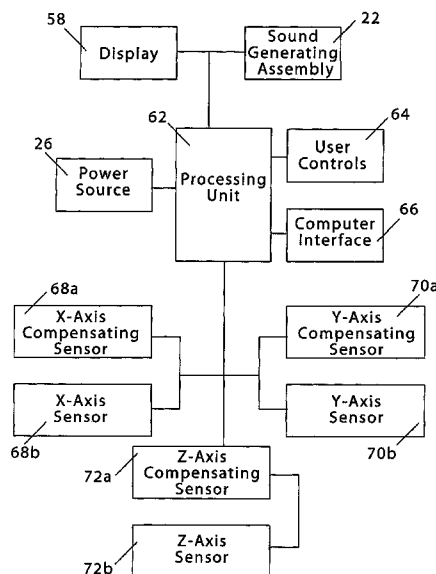 58
Display
22
Sound
Generating
Assembly
62
Processing
Unit
64
User
Controls
26
Power
Source
Computer
Interface
66
68a
X-Axis
Compensating
Sensor
70a
Y-Axis
Compensating
Sensor
X-Axis
Sensor
68b
Y-Axis
Sensor
70b
72a
Z-Axis
Compensating
Sensor
72b
Z-Axis
Sensor